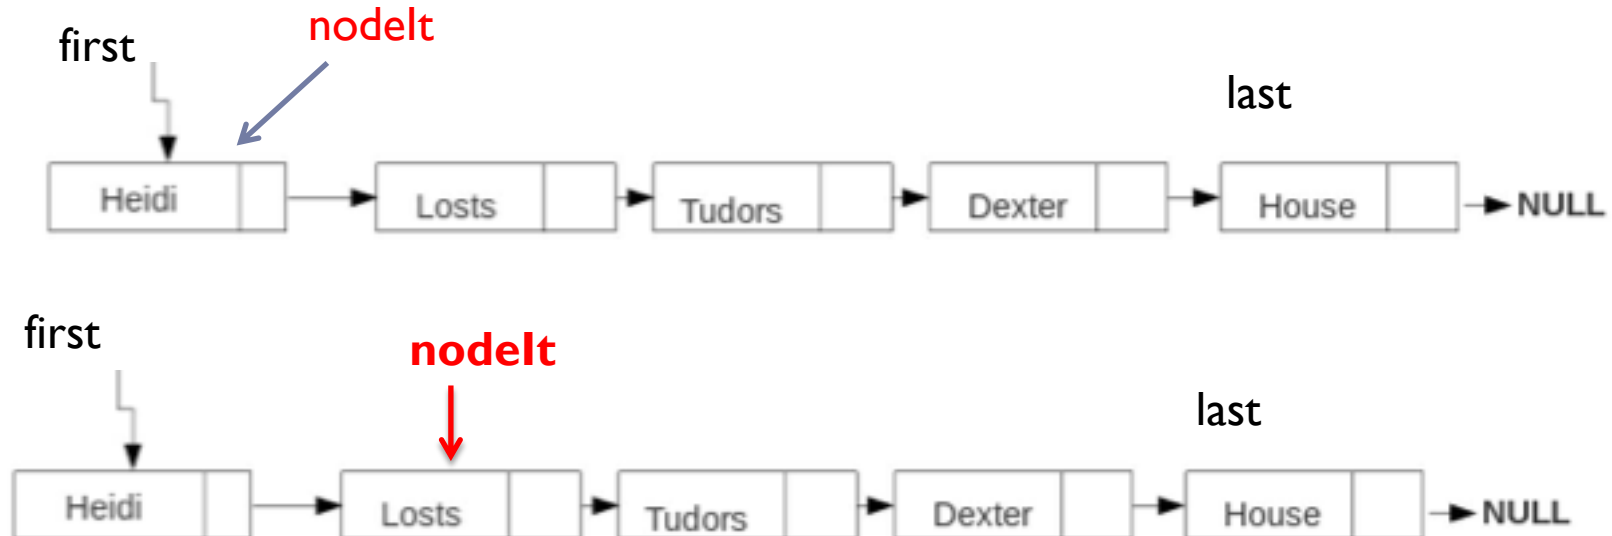 first
nodeIt
last
Heidi
Losts
Tudors
Dexter
House
NULL
first
nodeIt
last
Heidi
Losts
Tudors
Dexter
House
NULL